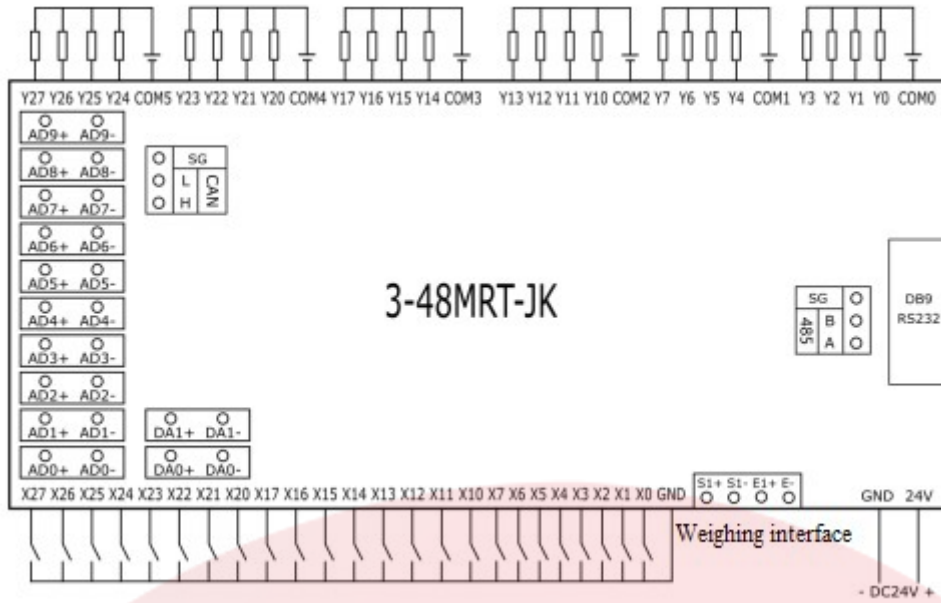 Y27 Y26 Y25 Y24 COM5 Y23 Y22 Y21 Y20 COM4 Y17 Y16 Y15 Y14 COM3 Y13 Y12 Y11 Y10 COM2 Y7 Y6 Y5 Y4 COM1 Y3 Y2 Y1 Y0 COM0
AD9+ AD9-
AD8+ AD8-
AD7+ AD7-
AD6+ AD6-
AD5+ AD5-
AD4+ AD4-
AD3+ AD3-
AD2+ AD2-
AD1+ AD1-
AD0+ AD0-
SG
L
H
CAN
3-48MRT-JK
SG
B
A
485
DB9
RS232
DA1+ DA1-
DA0+ DA0-
X27 X26 X25 X24 X23 X22 X21 X20 X17 X16 X15 X14 X13 X12 X11 X10 X7 X6 X5 X4 X3 X2 X1 X0 GND
S1+ S1- E1+ E-
GND 24V
Weighing interface
- DC24V +